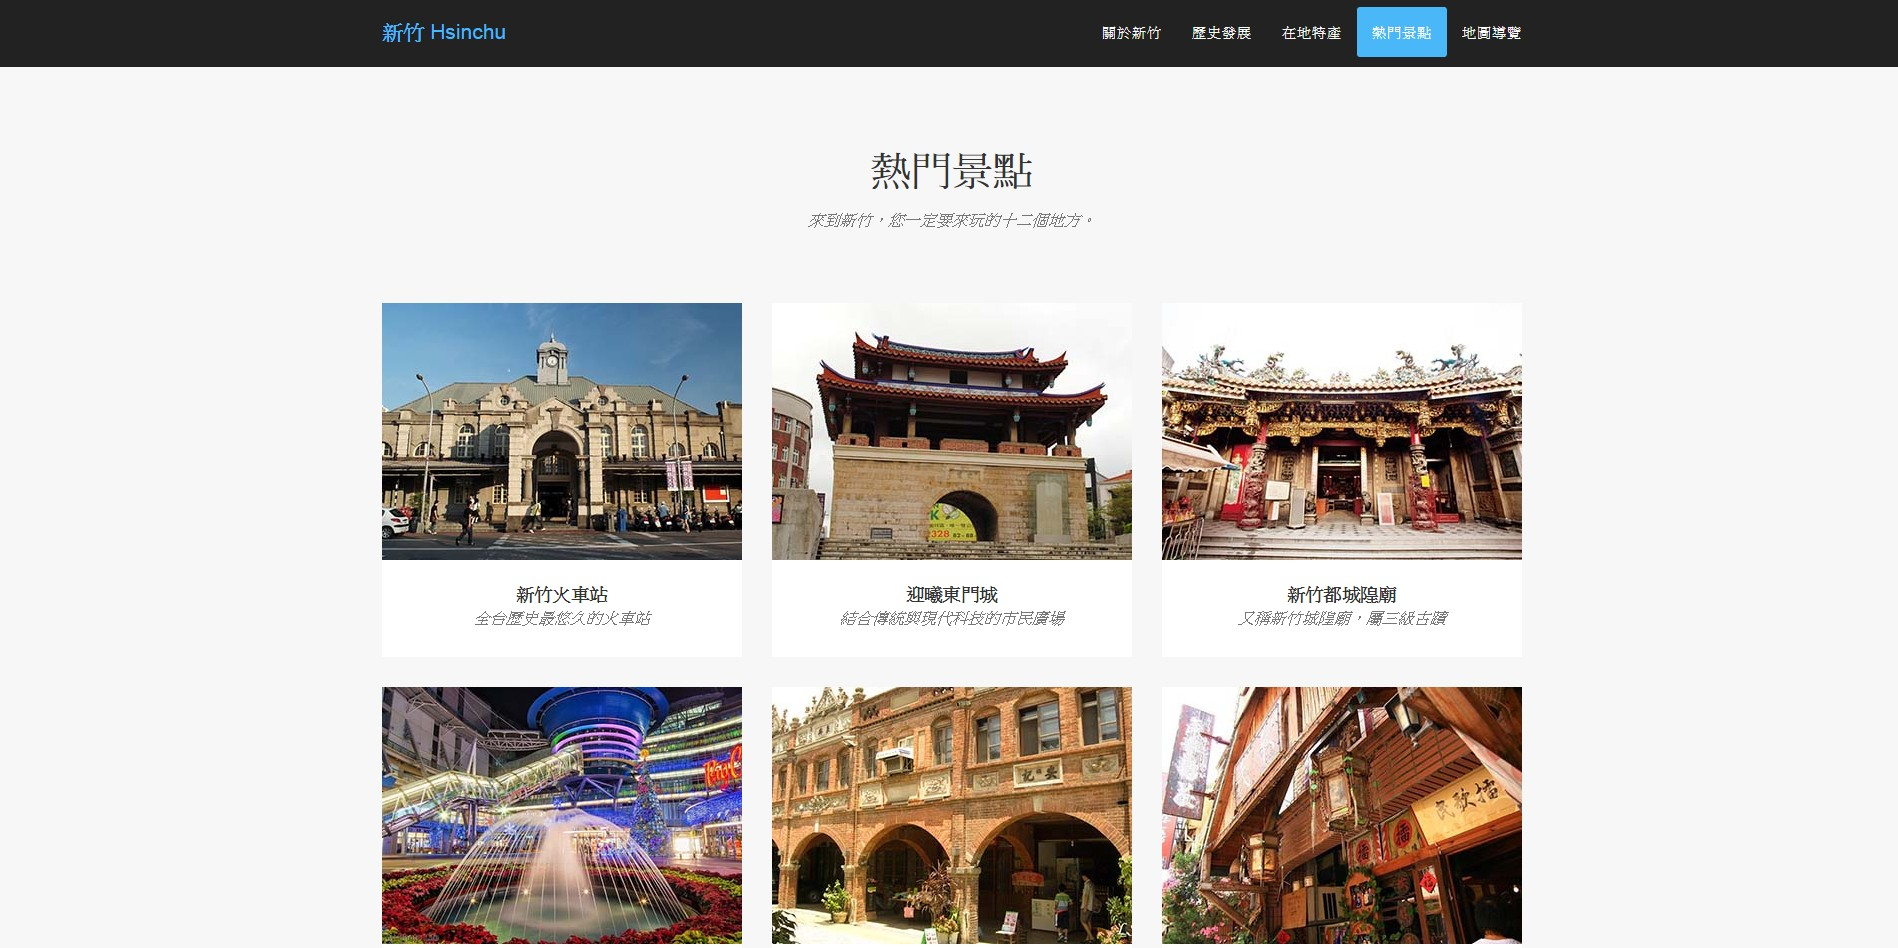 新竹 Hsinchu
關於新竹
歷史發展
在地特產
熱門景點
地圖導覽
熱門景點
來到新竹，您一定要來玩的十二個地方。
新竹火車站
全台歷史最悠久的火車站
迎曦東門城
結合傳統與現代科技的市民廣場
新竹都城隍廟
又稱新竹城隍廟，屬三級古蹟